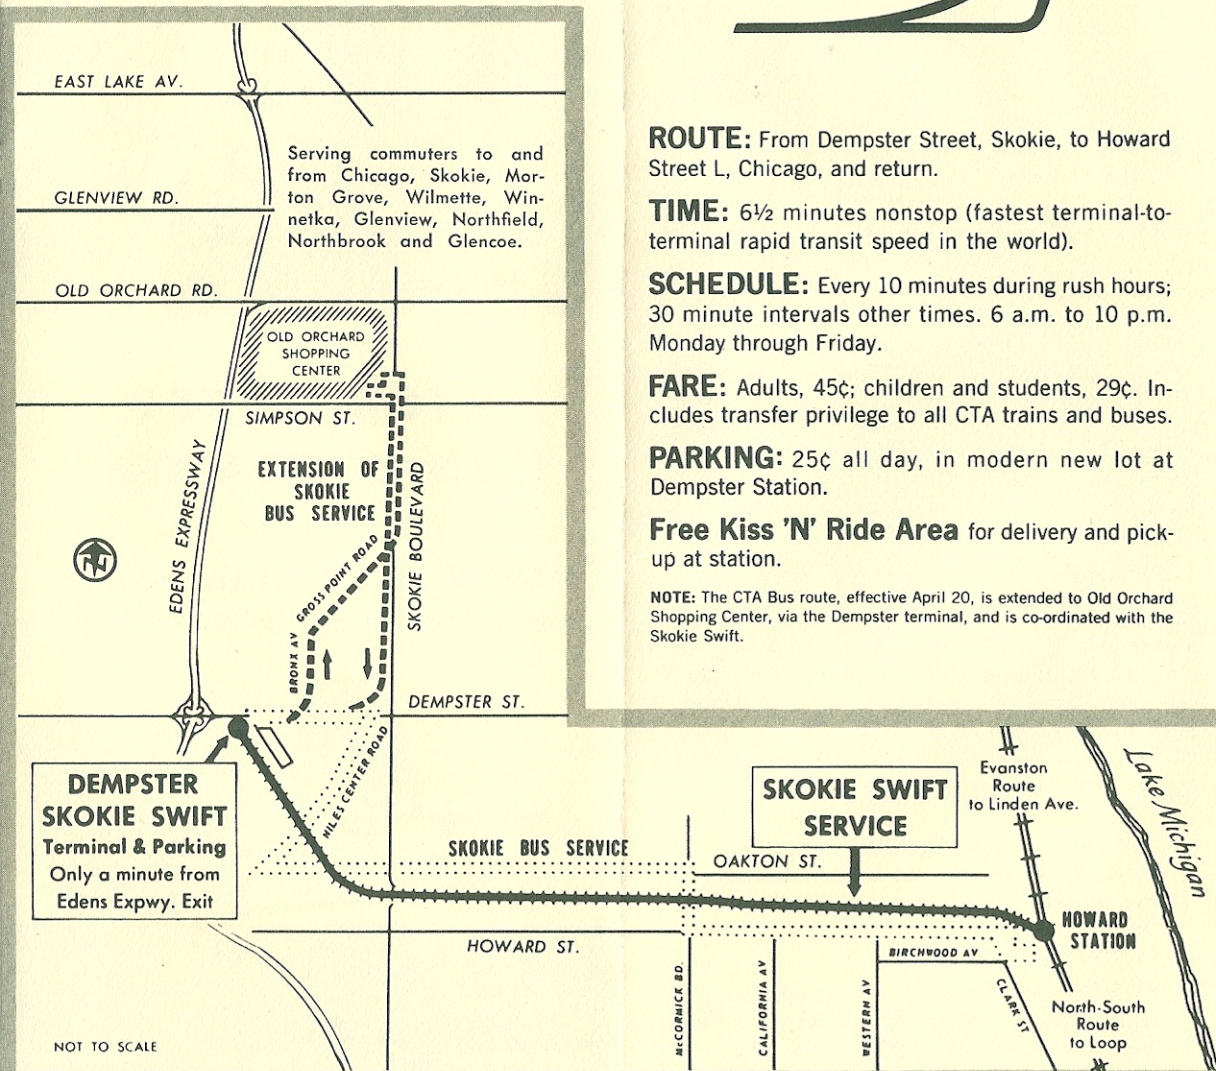 EAST LAKE AV.
Serving commuters to and
from Chicago, Skokie, Mor-
ton Grove, Wilmette, Win-
netka, Glenview, Northfield,
Northbrook and Glencoe.
GLENVIEW RD.
OLD ORCHARD RD.
OLD ORCHARD
SHOPPING
CENTER
SIMPSON ST.
EXTENSION OF
SKOKIE
BUS SERVICE
EDENS EXPRESSWAY
SKOKIE BOULEVARD
GROSS POINT ROAD
BRONX AV
N
DEMPSTER ST.
NILES CENTER ROAD
DEMPSTER
SKOKIE SWIFT
Terminal & Parking
Only a minute from
Edens Expwy. Exit
SKOKIE BUS SERVICE
OAKTON ST.
SKOKIE SWIFT
SERVICE
HOWARD ST.
McCORMICK BD.
CALIFORNIA AV
WESTERN AV
BIRCHWOOD AV
CLARK ST
Evanston
Route
to Linden Ave.
Lake Michigan
HOWARD
STATION
North-South
Route
to Loop
NOT TO SCALE
ROUTE: From Dempster Street, Skokie, to Howard
Street L, Chicago, and return.
TIME: 6½ minutes nonstop (fastest terminal-to-
terminal rapid transit speed in the world).
SCHEDULE: Every 10 minutes during rush hours;
30 minute intervals other times. 6 a.m. to 10 p.m.
Monday through Friday.
FARE: Adults, 45¢; children and students, 29¢. In-
cludes transfer privilege to all CTA trains and buses.
PARKING: 25¢ all day, in modern new lot at
Dempster Station.
Free Kiss 'N' Ride Area for delivery and pick-
up at station.
NOTE: The CTA Bus route, effective April 20, is extended to Old Orchard
Shopping Center, via the Dempster terminal, and is co-ordinated with the
Skokie Swift.